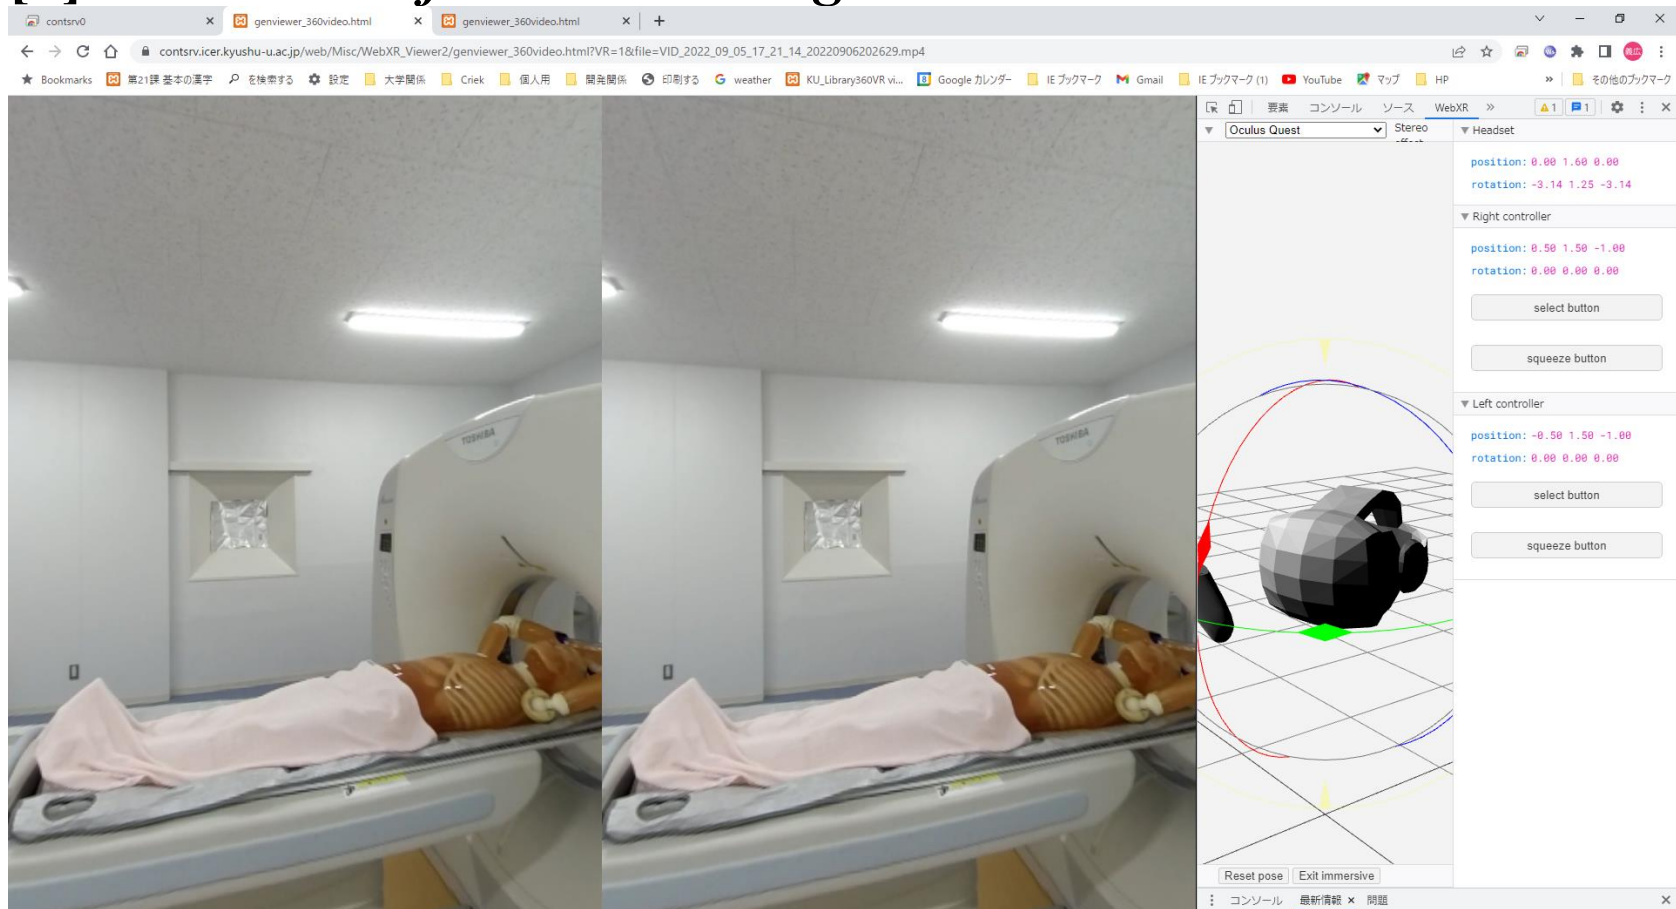 contsrv0
genviewer_360video.html
genviewer_360video.html
contsrv.icer.kyushu-u.ac.jp/web/Misc/WebXR_Viewer2/genviewer_360video.html?VR=1&file=VID_2022_09_05_17_21_14_20220906202629.mp4
Bookmarks 第21課 基本の漢字 を検索する 設定 大学関係 Criek 個人用 開発関係 印刷する weather KU_Library360VR vi... Google カレンダー IE ブックマーク Gmail IE ブックマーク (1) YouTube マップ HP » その他のブックマーク
要素 コンソール ソース WebXR » 1 1
Oculus Quest Stereo
Headset
position: 0.00 1.60 0.00
rotation: -3.14 1.25 -3.14
Right controller
position: 0.50 1.50 -1.00
rotation: 0.00 0.00 0.00
select button
squeeze button
Left controller
position: -0.50 1.50 -1.00
rotation: 0.00 0.00 0.00
select button
squeeze button
TOSHIBA
TOSHIBA
Reset pose Exit immersive
コンソール 最新情報 問題